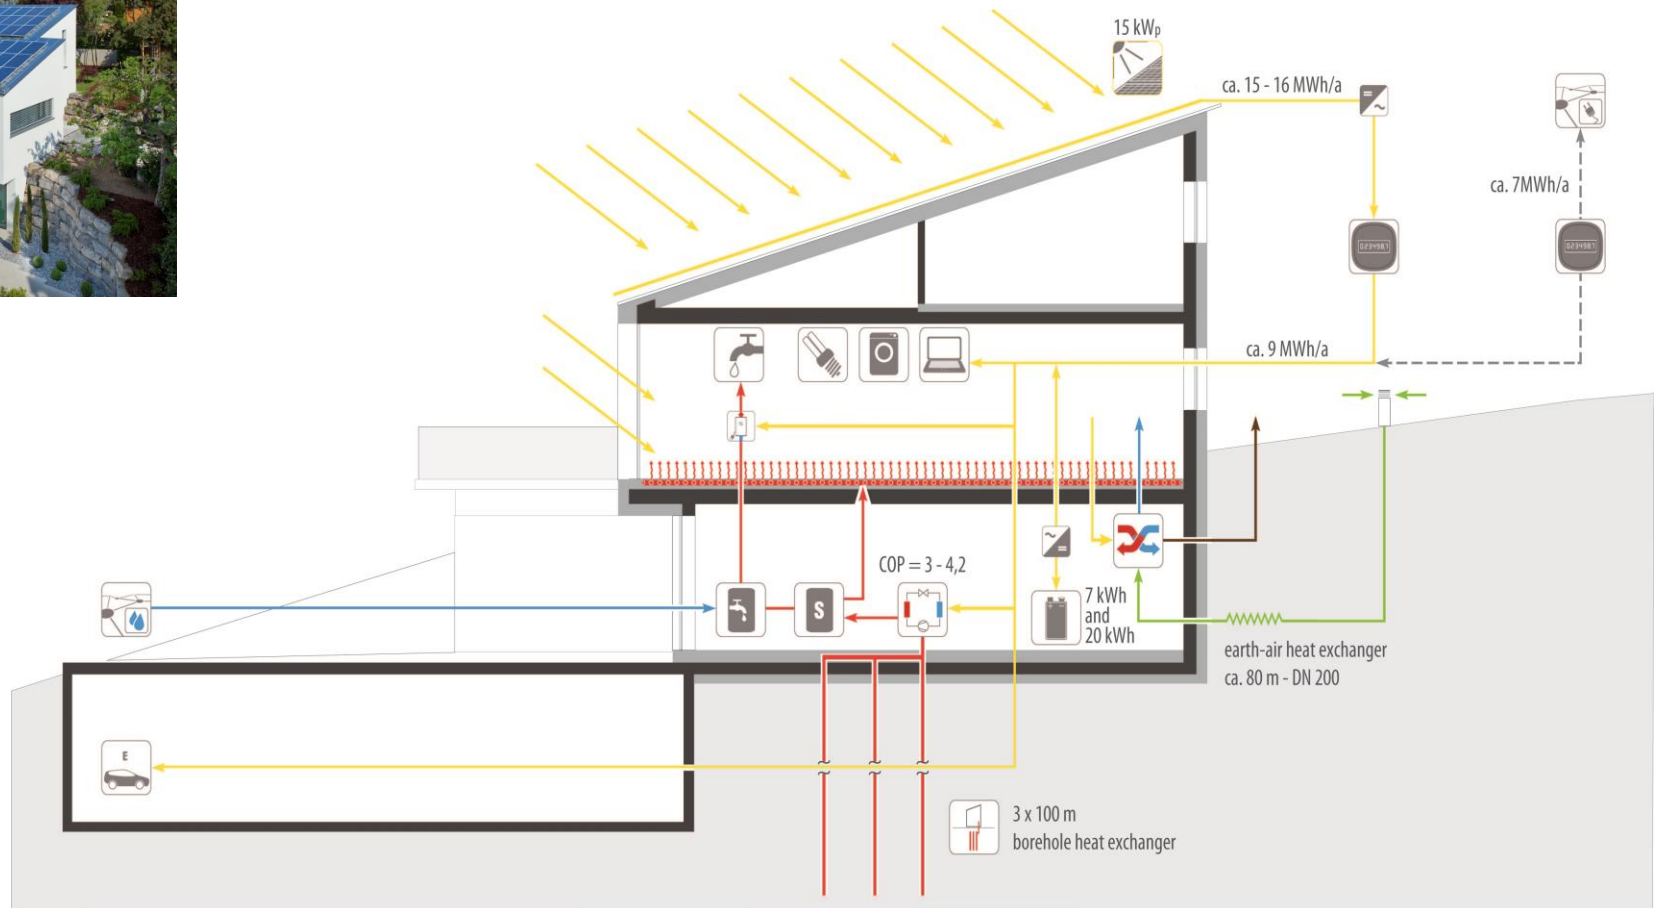 15 kWp
ca. 15 - 16 MWh/a
ca. 7MWh/a
ca. 9 MWh/a
COP = 3 - 4,2
S
7 kWh
and
20 kWh
earth-air heat exchanger
ca. 80 m - DN 200
E
3 x 100 m
borehole heat exchanger